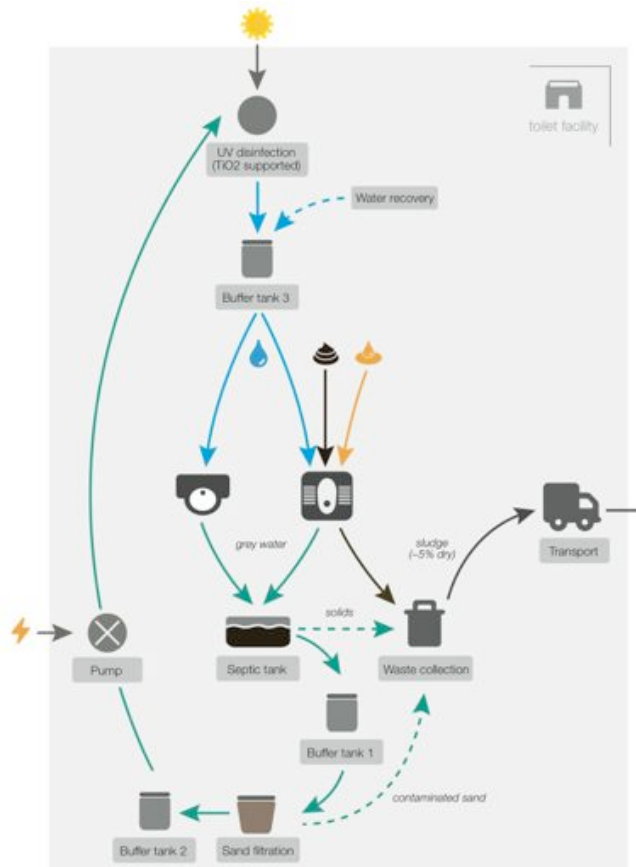 toilet facility
UV disinfection
(TiO2 supported)
Water recovery
Buffer tank 3
grey water
sludge
(~5% dry)
Transport
solids
Pump
Septic tank
Waste collection
Buffer tank 1
contaminated sand
Buffer tank 2
Sand filtration